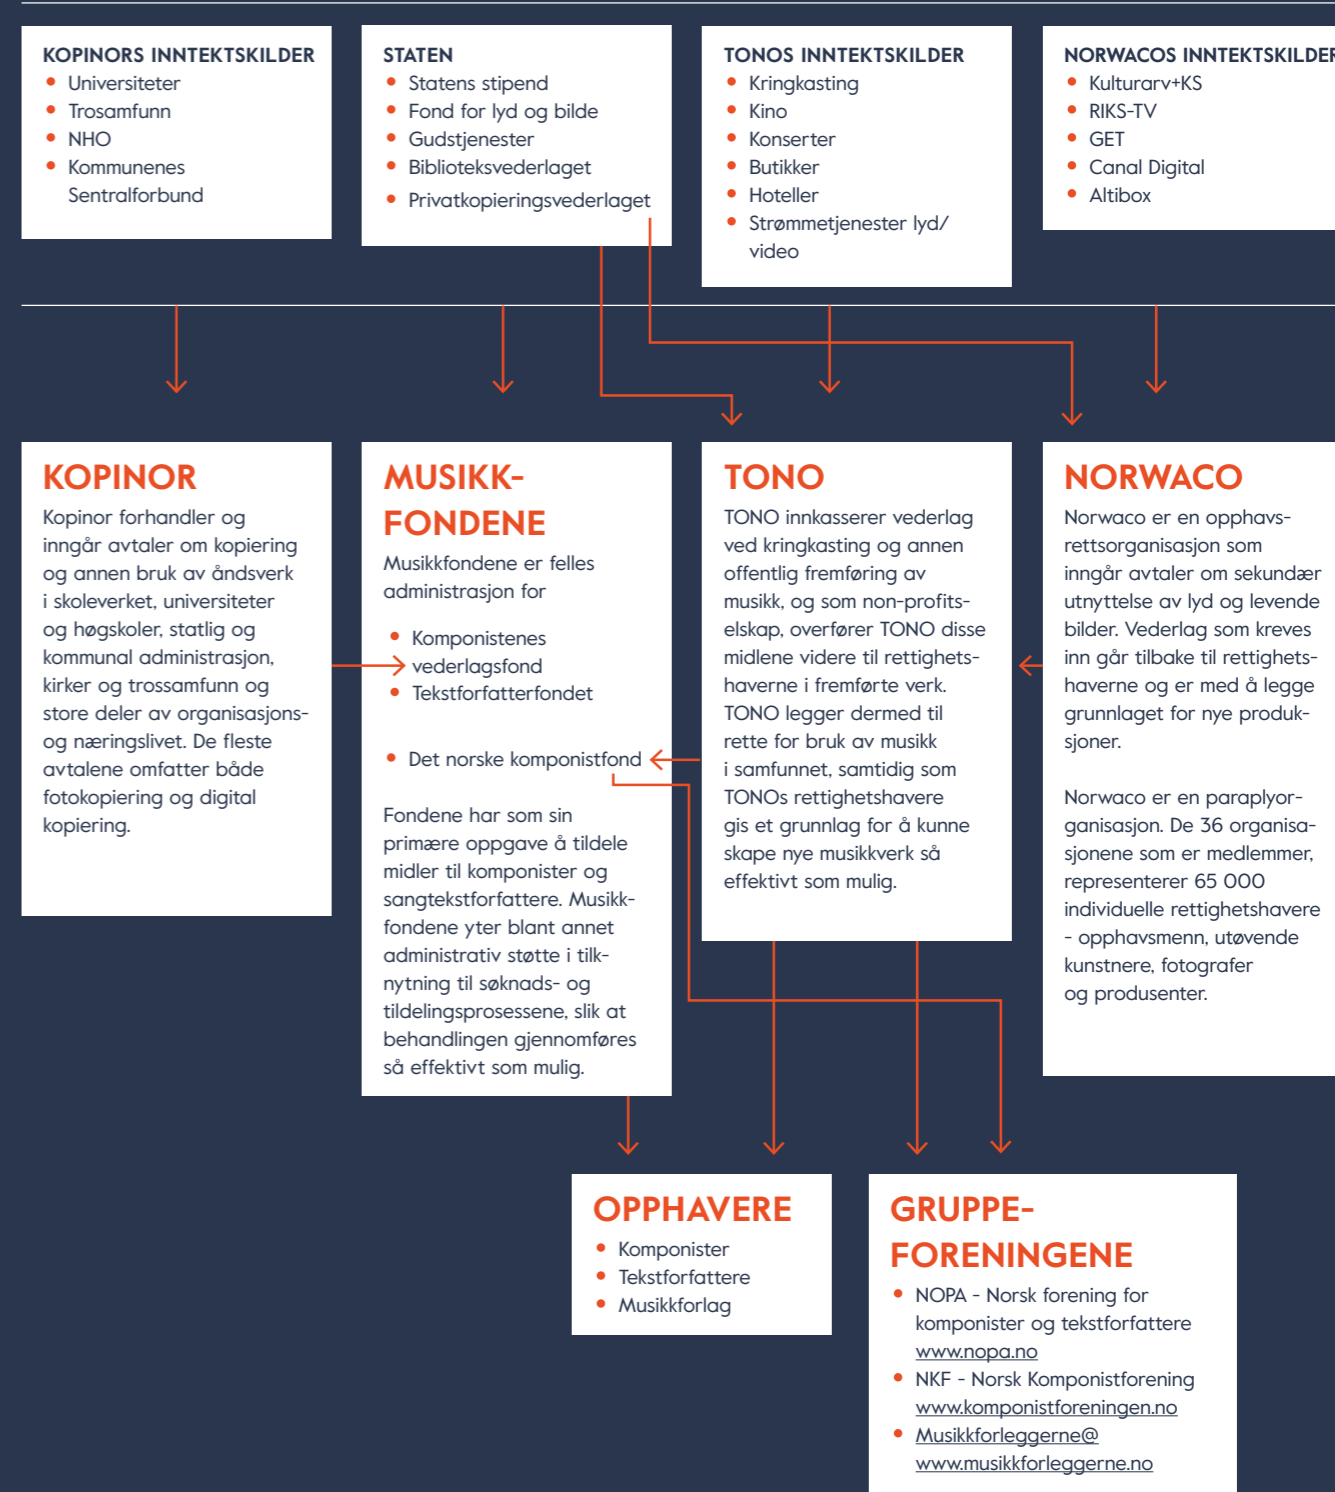 KOPINORS INNTEKTSKILDER
• Universiteter
• Trosamfunn
• NHO
• Kommunenes
Sentralforbund
STATEN
• Statens stipend
• Fond for lyd og bilde
• Gudstjenester
• Biblioteksvederlaget
• Privatkopieringsvederlaget
TONOS INNTEKTSKILDER
• Kringkasting
• Kino
• Konserter
• Butikker
• Hoteller
• Strømmetjenester lyd/
video
NORWACOS INNTEKTSKILDER
• Kulturarv+KS
• RIKS-TV
• GET
• Canal Digital
• Altibox
KOPINOR
Kopinor forhandler og
inngår avtaler om kopiering
og annen bruk av åndsverk
i skoleverket, universiteter
og høgskoler, statlig og
kommunal administrasjon,
kirker og trossamfunn og
store deler av organisasjons-
og næringslivet. De fleste
avtalene omfatter både
fotokopiering og digital
kopiering.
MUSIKK-
FONDENE
Musikkfondene er felles
administrasjon for
• Komponistenes
vederlagsfond
• Tekstforfatterfondet
• Det norske komponistfond
Fondene har som sin
primære oppgave å tildele
midler til komponister og
sangtekstforfattere. Musikk-
fondene yter blant annet
administrativ støtte i tilk-
nytning til søknads- og
tildelingsprosessene, slik at
behandlingen gjennomføres
så effektivt som mulig.
TONO
TONO innkasserer vederlag
ved kringkasting og annen
offentlig fremføring av
musikk, og som non-profits-
elskap, overfører TONO disse
midlene videre til rettighets-
haverne i fremførte verk.
TONO legger dermed til
rette for bruk av musikk
i samfunnet, samtidig som
TONOs rettighetshavere
gis et grunnlag for å kunne
skape nye musikkverk så
effektivt som mulig.
NORWACO
Norwaco er en opphavs-
rettsorganisasjon som
inngår avtaler om sekundær
utnyttelse av lyd og levende
bilder. Vederlag som kreves
inn går tilbake til rettighets-
haverne og er med å legge
grunnlaget for nye produk-
sjoner.
Norwaco er en paraplyor-
ganisasjon. De 36 organisa-
sjonene som er medlemmer,
representerer 65 000
individuelle rettighetshavere
- opphavsmenn, utøvende
kunstnere, fotografer
og produsenter.
OPPHAVERE
• Komponister
• Tekstforfattere
• Musikkforlag
GRUPPE-
FORENINGENE
• NOPA - Norsk forening for
komponister og tekstforfattere
www.nopa.no
• NKF - Norsk Komponistforening
www.komponistforeningen.no
• Musikkforleggerne@
www.musikkforleggerne.no